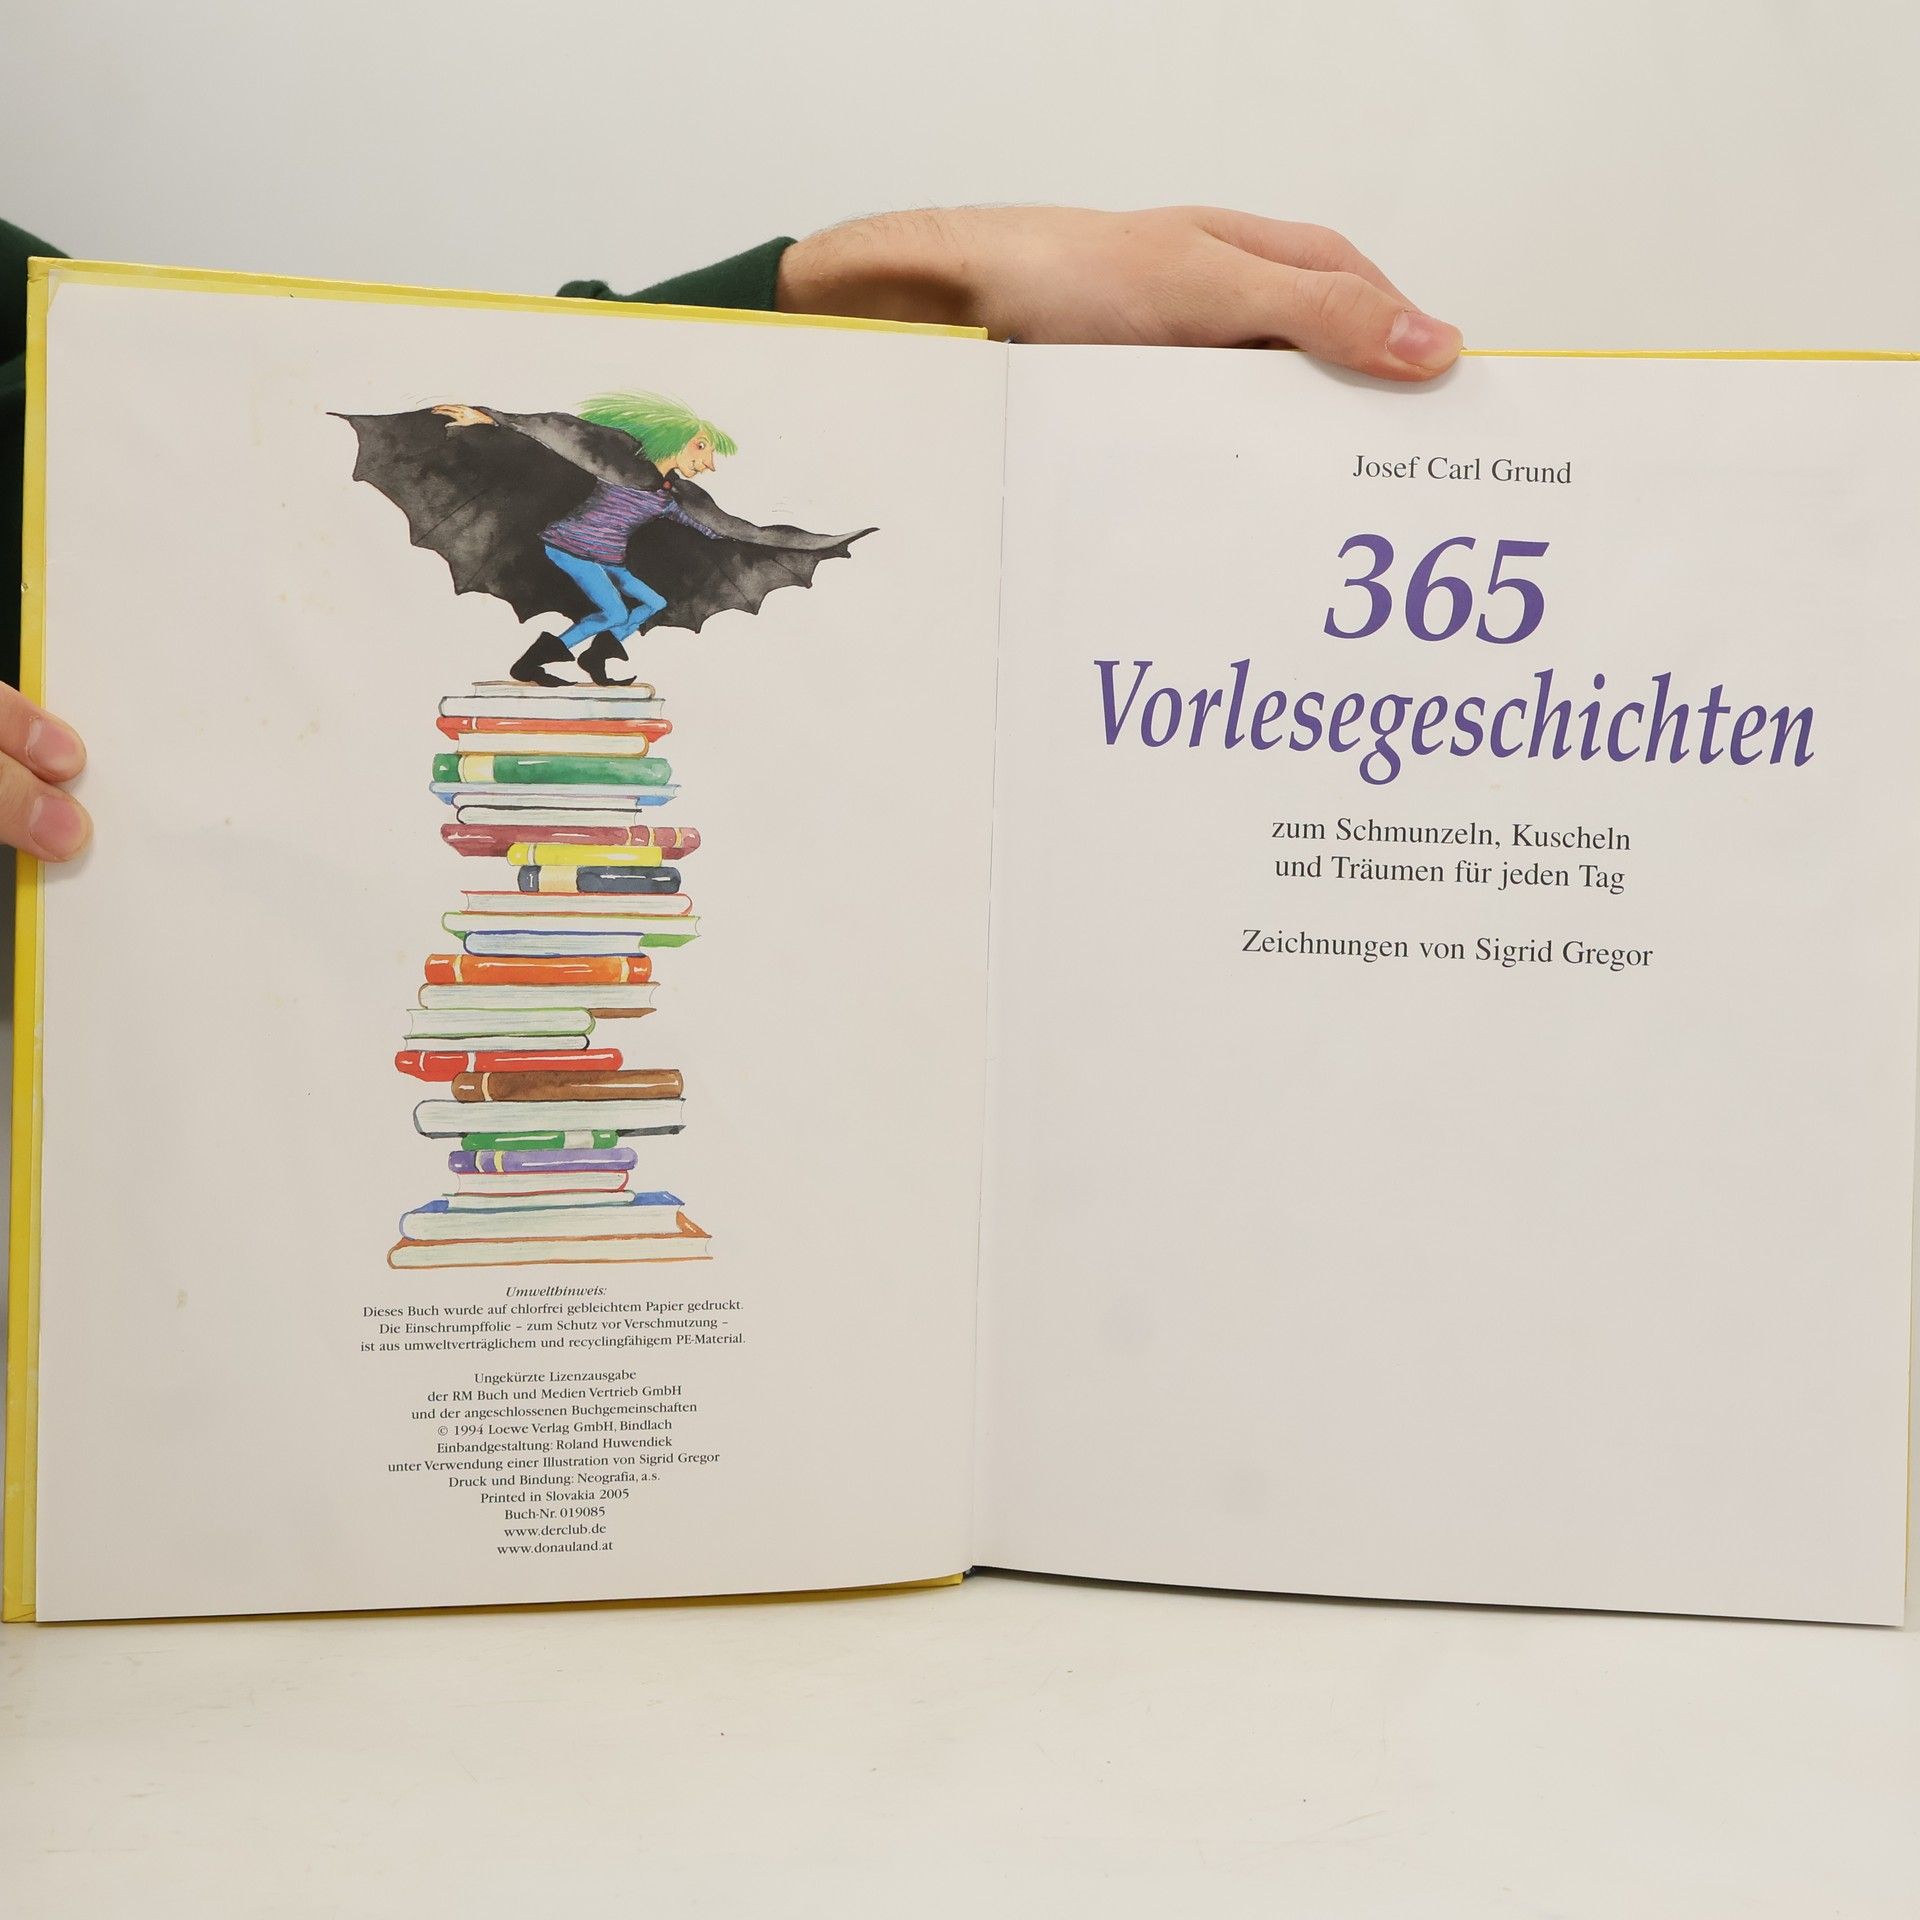 Umwelthinweis:
Dieses Buch wurde auf chlorfrei gebleichtem Papier gedruckt.
Die Einschrumpffolie – zum Schutz vor Verschmutzung –
ist aus umweltverträglichem und recyclingfähigem PE-Material.
Ungekürzte Lizenzausgabe
der RM Buch und Medien Vertrieb GmbH
und der angeschlossenen Buchgemeinschaften
© 1994 Loewe Verlag GmbH, Bindlach
Einbandgestaltung: Roland Huwendiek
unter Verwendung einer Illustration von Sigrid Gregor
Druck und Bindung: Neografia, a.s.
Printed in Slovakia 2005
Buch-Nr. 019085
www.derclub.de
www.donauland.at
Josef Carl Grund
365
Vorlesegeschichten
zum Schmunzeln, Kuscheln
und Träumen für jeden Tag
Zeichnungen von Sigrid Gregor